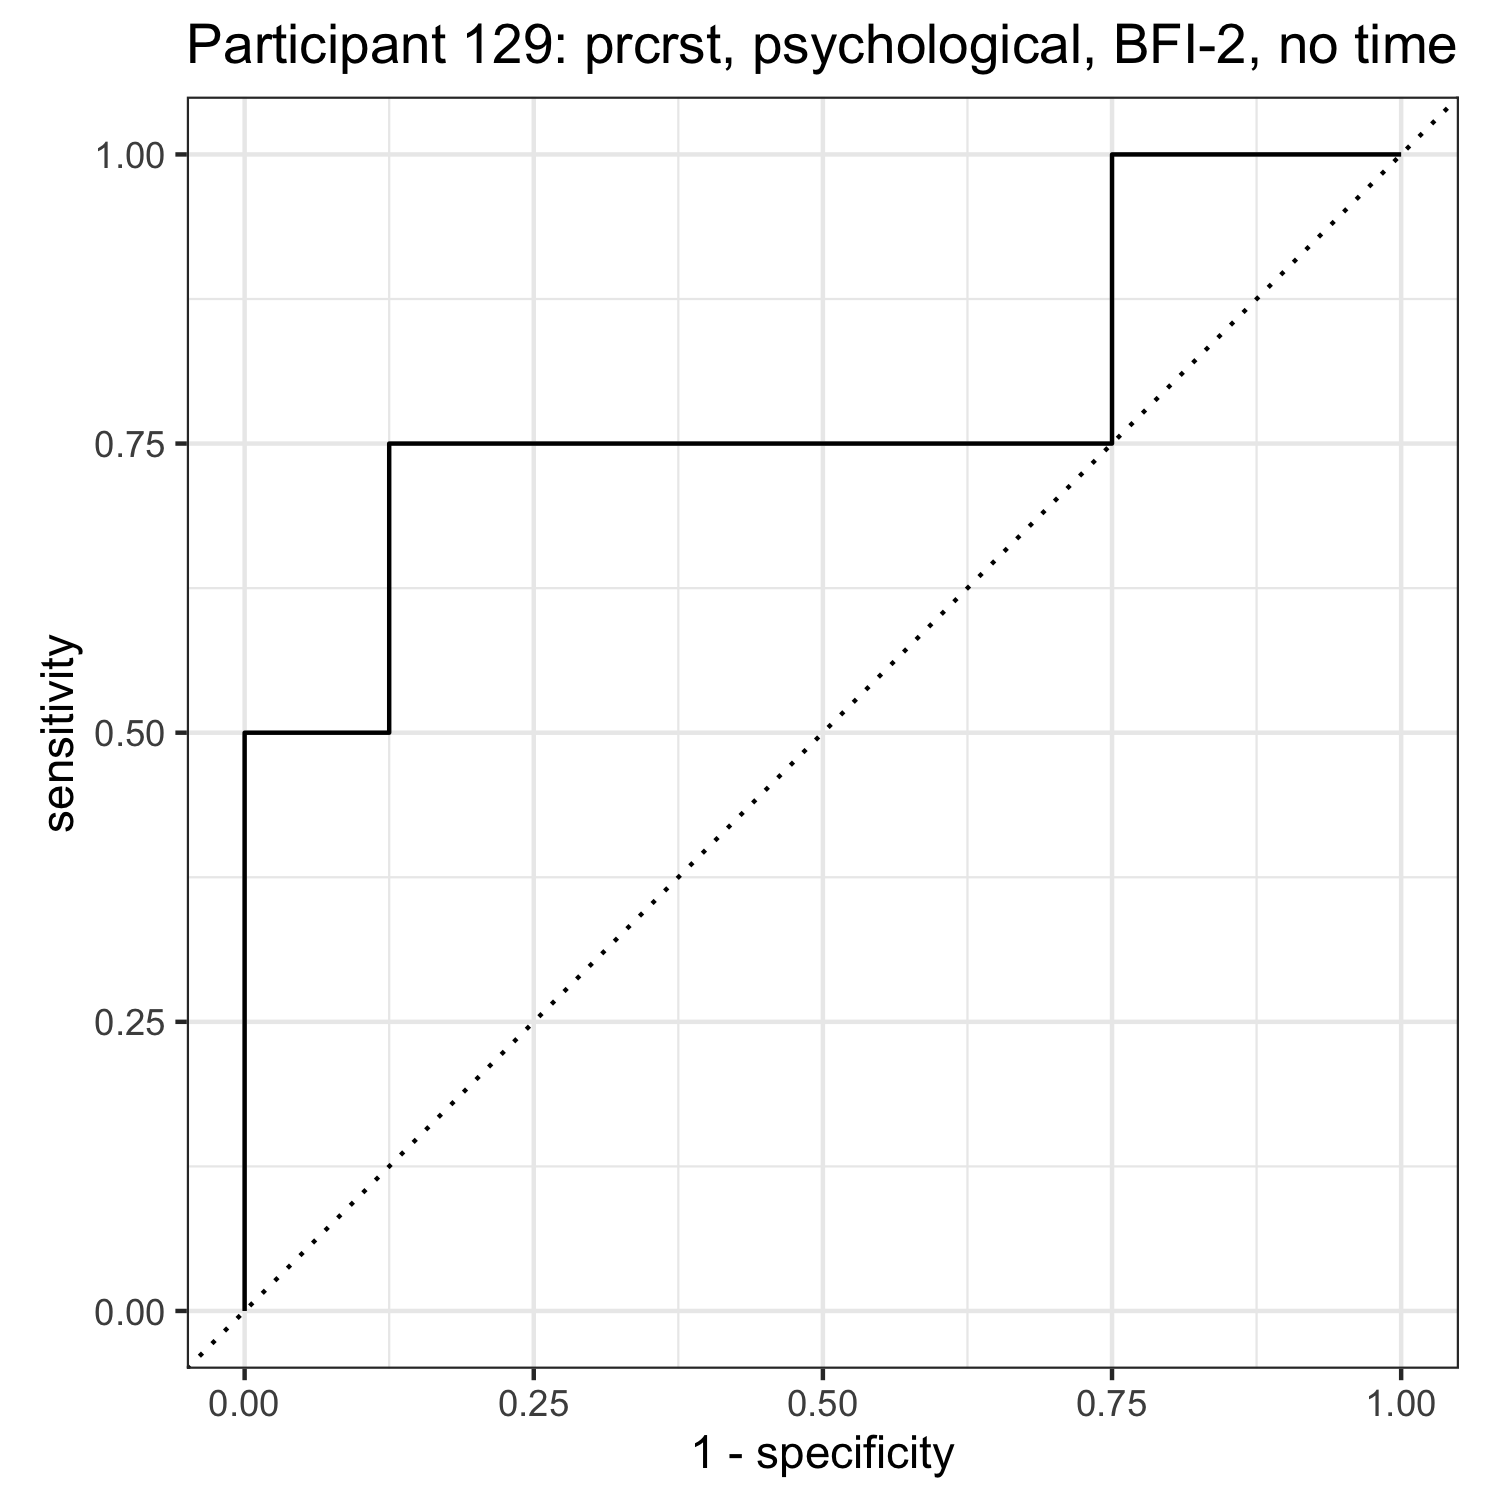 Participant 129: prcrst, psychological, BFI-2, no time
1.00
0.75
0.50
0.25
0.00
sensitivity
0.00 0.25 0.50 0.75 1.00
1 - specificity